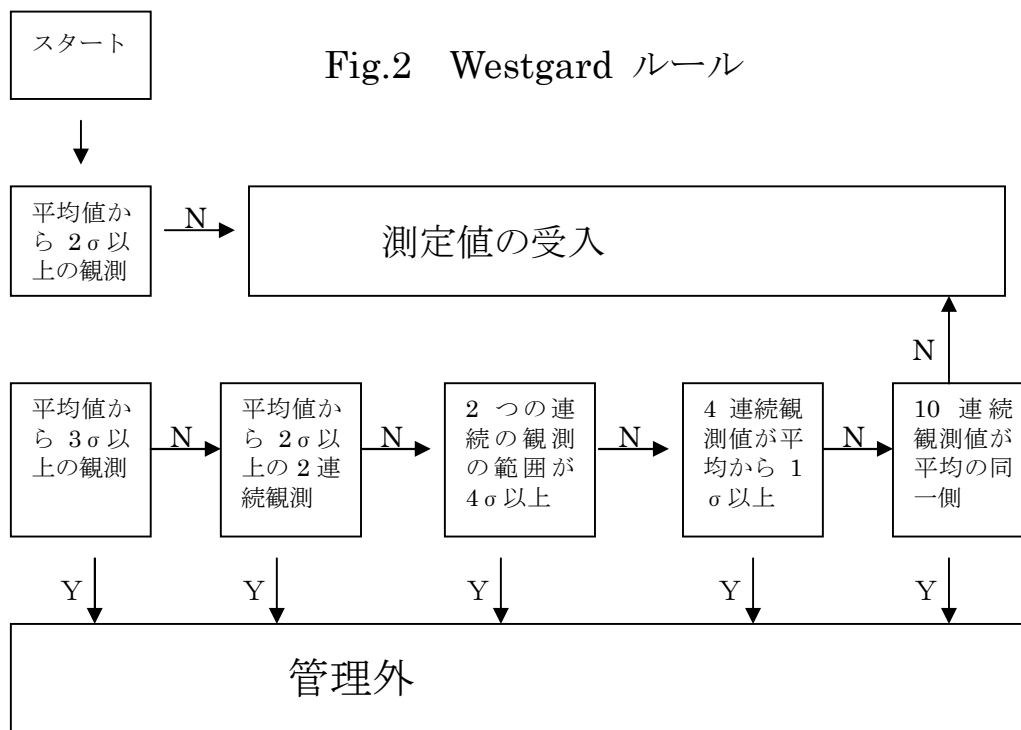 スタート
Fig.2 Westgard ルール
平均値か
ら 2σ以
上の観測
N
測定値の受入
N
平均値か
ら 3σ以
上の観測
N
平均値か
ら 2σ以
上の 2 連
続観測
N
2 つの連
続の観測
の範囲が
4σ以上
N
4 連続観
測値が平
均から 1
σ以上
N
10 連続
観測値が
平均の同
一側
Y
Y
Y
Y
Y
管理外